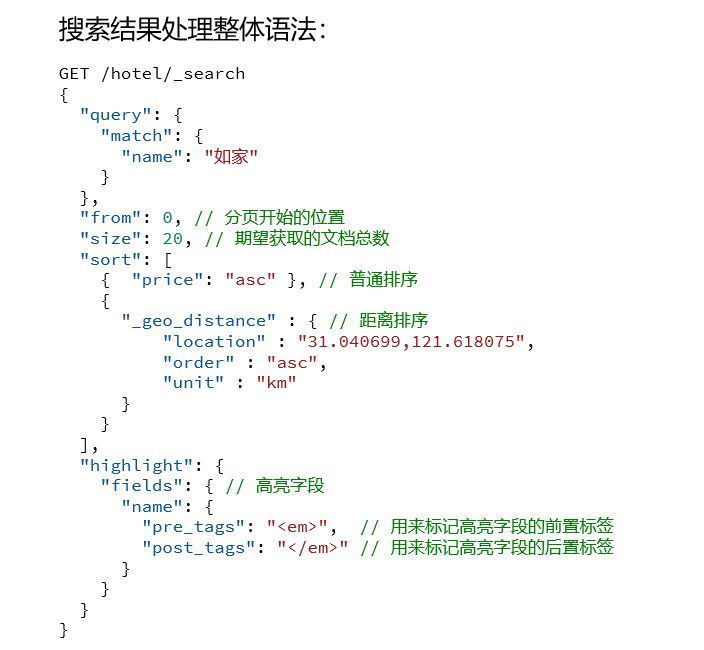 搜索结果处理整体语法：
GET /hotel/_search
{
  "query": {
    "match": {
      "name": "如家"
    }
  },
  "from": 0, // 分页开始的位置
  "size": 20, // 期望获取的文档总数
  "sort": [
    {  "price": "asc" }, // 普通排序
    {
      "_geo_distance" : { // 距离排序
          "location" : "31.040699,121.618075",
          "order" : "asc",
          "unit" : "km"
      }
    }
  ],
  "highlight": {
    "fields": { // 高亮字段
      "name": {
        "pre_tags": "<em>",  // 用来标记高亮字段的前置标签
        "post_tags": "</em>" // 用来标记高亮字段的后置标签
      }
    }
  }
}